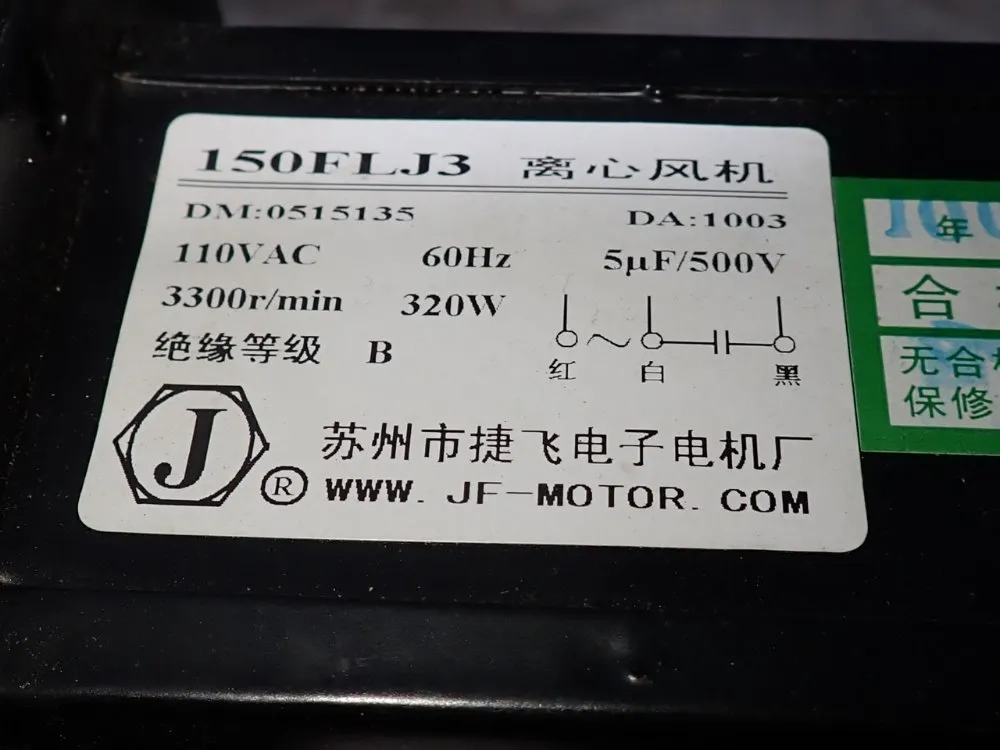 150FLJ3 离心风机
DM:0515135 DA:1003
110VAC 60Hz 5μF/500V
3300r/min 320W
红 白 黑
绝缘等级 B
J
®
苏州市捷飞电子电机厂
WWW. JF-MOTOR. COM
年
合
无合
保修